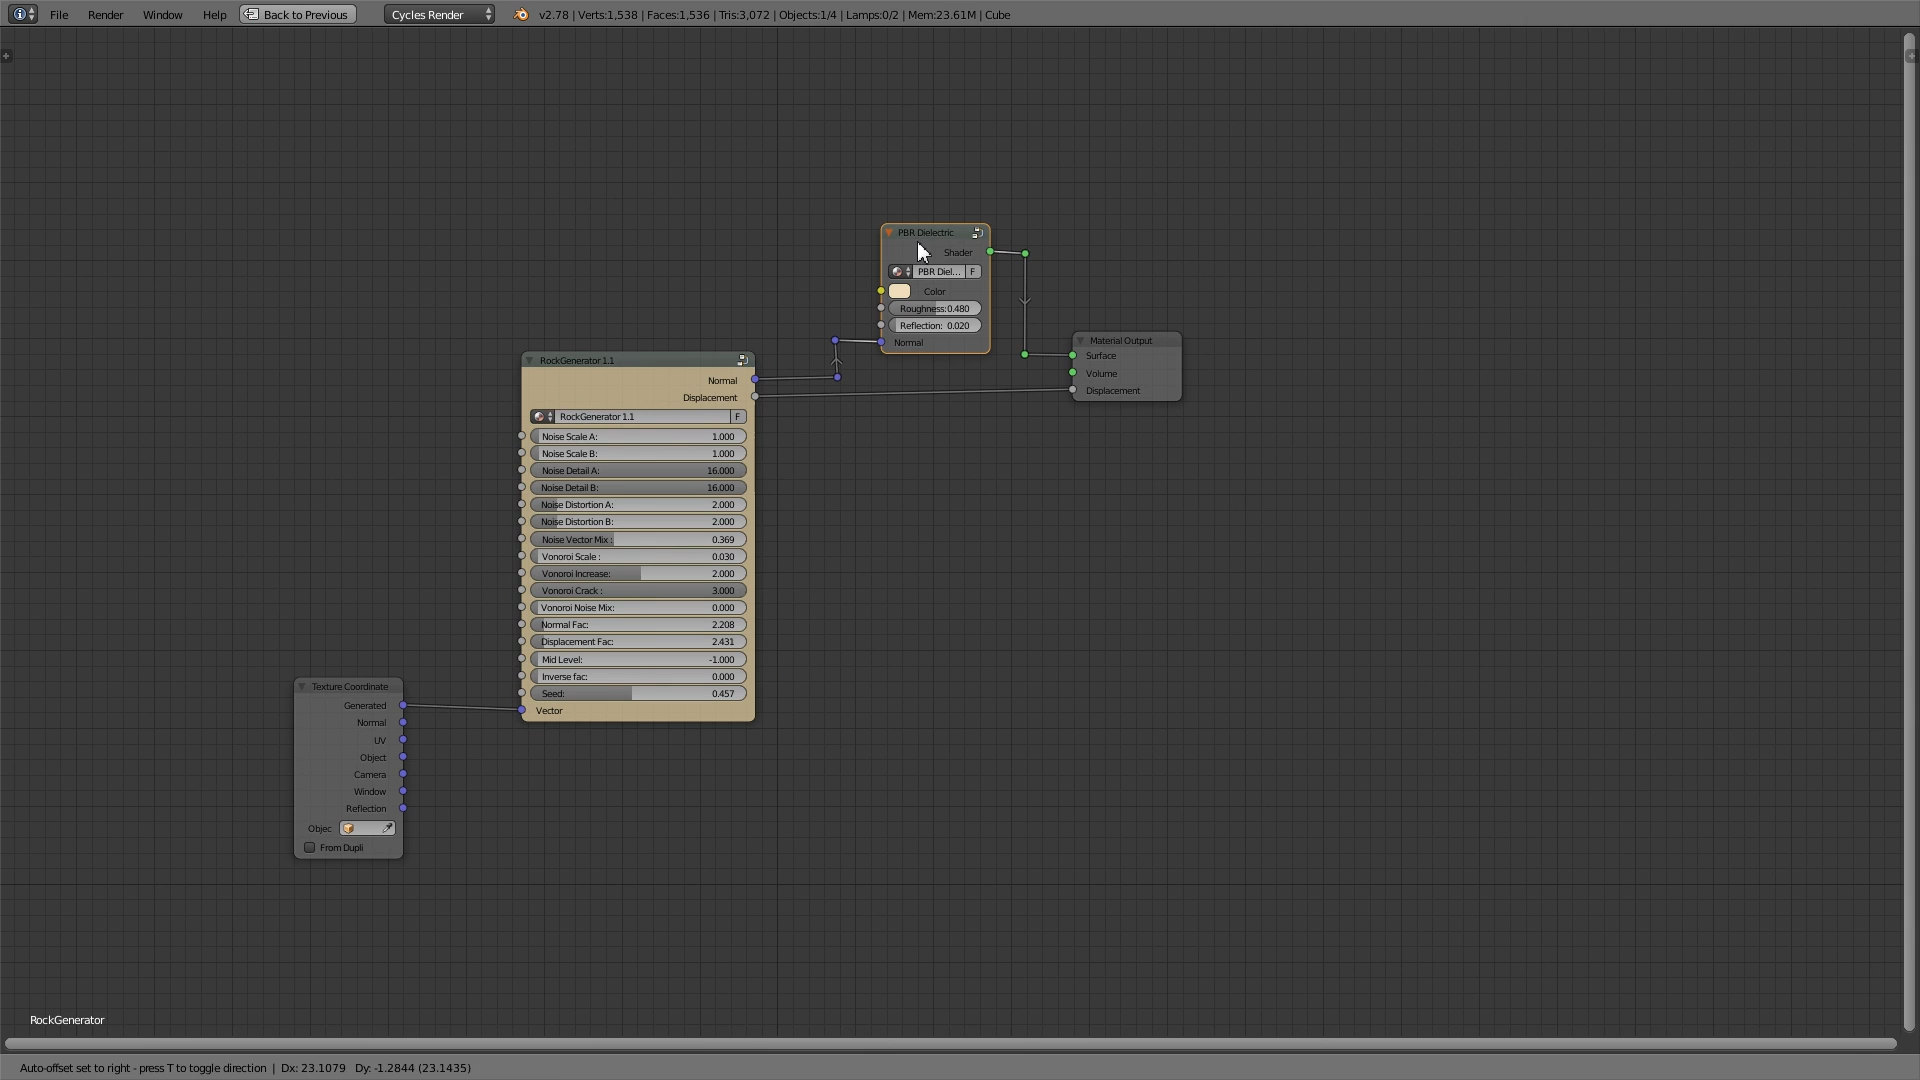 File Render Window Help Back to Previous Cycles Render v2.78 | Verts:1,538 | Faces:1,536 | Tris:3,072 | Objects:1/4 | Lamps:0/2 | Mem:23.61M | Cube
PBR Dielectric
Shader
PBR Diel... F
Color
Roughness:0.480
Reflection: 0.020
Normal
Material Output
Surface
Volume
Displacement
RockGenerator 1.1
Normal
Displacement
RockGenerator 1.1 F
Noise Scale A: 1.000
Noise Scale B: 1.000
Noise Detail A: 16.000
Noise Detail B: 16.000
Noise Distortion A: 2.000
Noise Distortion B: 2.000
Noise Vector Mix : 0.369
Vonoroi Scale : 0.030
Vonoroi Increase: 2.000
Vonoroi Crack : 3.000
Vonoroi Noise Mix: 0.000
Normal Fac: 2.208
Displacement Fac: 2.431
Mid Level: -1.000
Inverse fac: 0.000
Seed: 0.457
Vector
Texture Coordinate
Generated
Normal
UV
Object
Camera
Window
Reflection
Objec
From Dupli
RockGenerator
Auto-offset set to right - press T to toggle direction | Dx: 23.1079 Dy: -1.2844 (23.1435)